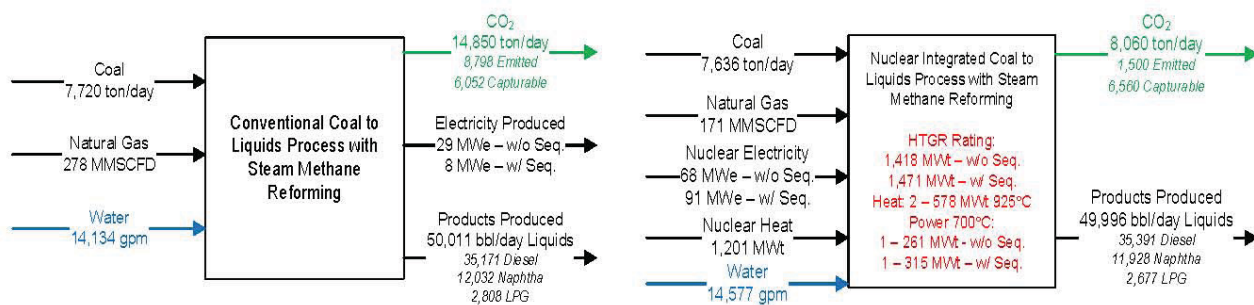 Coal
7,720 ton/day
Natural Gas
278 MMSCFD
Water
14,134 gpm
Conventional Coal to
Liquids Process with
Steam Methane
Reforming
CO2
14,850 ton/day
8,798 Emitted
6,052 Capturable
Electricity Produced
29 MWe – w/o Seq.
8 MWe – w/ Seq.
Products Produced
50,011 bbl/day Liquids
35,171 Diesel
12,032 Naphtha
2,808 LPG
Coal
7,636 ton/day
Natural Gas
171 MMSCFD
Nuclear Electricity
68 MWe – w/o Seq.
91 MWe – w/ Seq.
Nuclear Heat
1,201 MWt
Water
14,577 gpm
Nuclear Integrated Coal to
Liquids Process with Steam
Methane Reforming
HTGR Rating:
1,418 MWt – w/o Seq.
1,471 MWt – w/ Seq.
Heat: 2 – 578 MWt 925°C
Power 700°C:
1 – 261 MWt - w/o Seq.
1 – 315 MWt – w/ Seq.
CO2
8,060 ton/day
1,500 Emitted
6,560 Capturable
Products Produced
49,996 bbl/day Liquids
35,391 Diesel
11,928 Naphtha
2,677 LPG